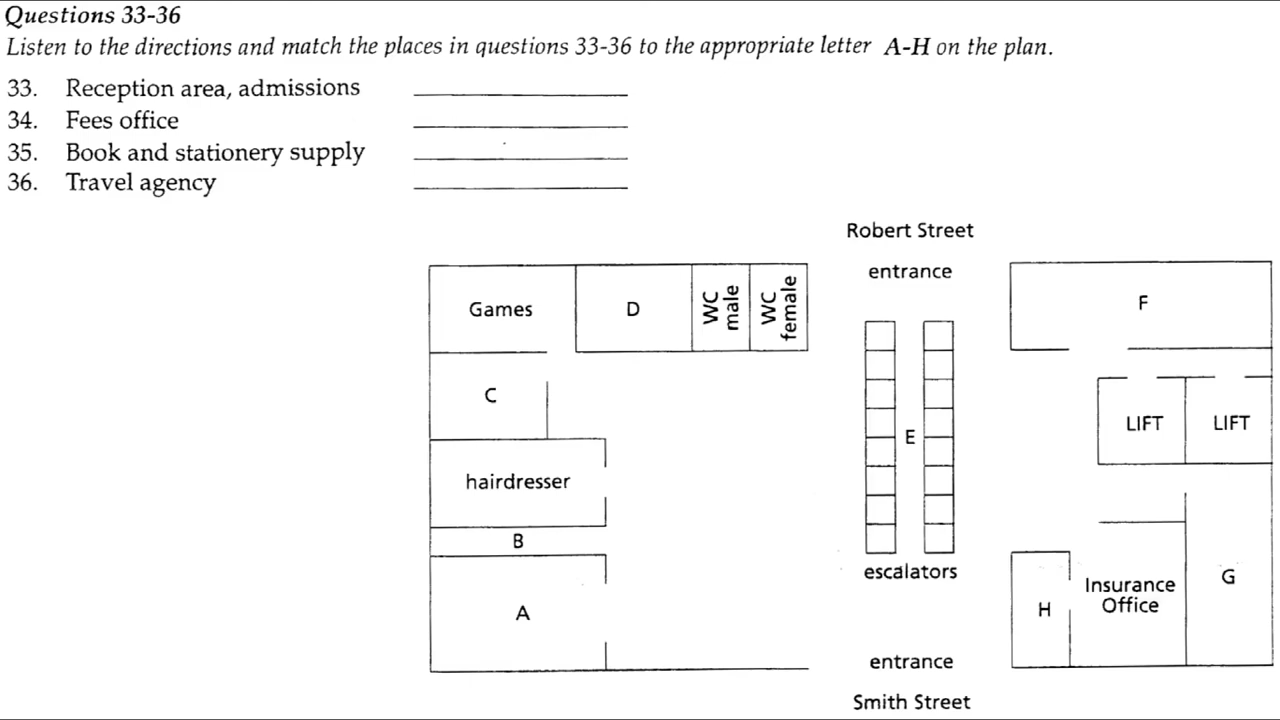 Questions 33-36
Listen to the directions and match the places in questions 33-36 to the appropriate letter A-H on the plan.
33. Reception area, admissions
34. Fees office
35. Book and stationery supply
36. Travel agency
Robert Street
entrance
Games
D
WC male
WC female
F
C
E
LIFT
LIFT
hairdresser
B
escalators
A
H
Insurance
Office
G
entrance
Smith Street